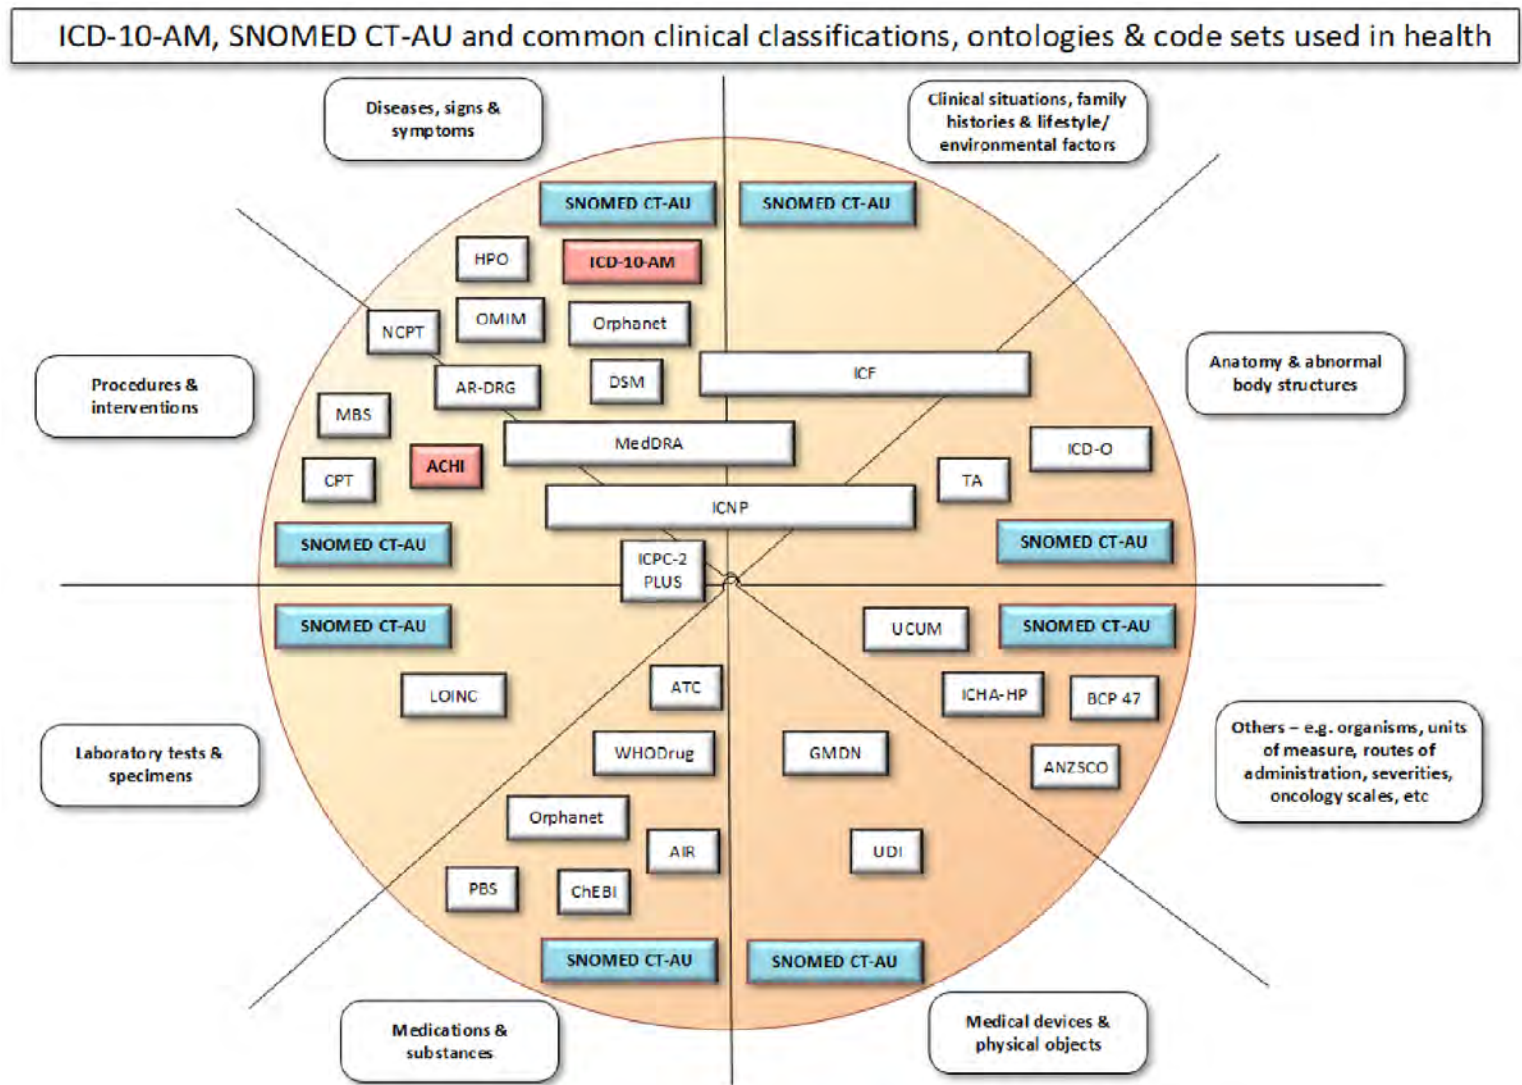 ICD-10-AM, SNOMED CT-AU and common clinical classifications, ontologies & code sets used in health
Diseases, signs &
symptoms
Clinical situations, family
histories & lifestyle/
environmental factors
SNOMED CT-AU
SNOMED CT-AU
HPO
ICD-10-AM
OMIM
Orphanet
NCPT
Procedures &
interventions
Anatomy & abnormal
body structures
AR-DRG
DSM
ICF
MBS
MedDRA
ICD-O
CPT
ACHI
TA
ICNP
SNOMED CT-AU
SNOMED CT-AU
ICPC-2
PLUS
SNOMED CT-AU
UCUM
SNOMED CT-AU
LOINC
ATC
ICHA-HP
BCP 47
Laboratory tests &
specimens
WHODrug
GMDN
ANZSCO
Others – e.g. organisms, units
of measure, routes of
administration, severities,
oncology scales, etc
Orphanet
AIR
UDI
PBS
ChEBI
SNOMED CT-AU
SNOMED CT-AU
Medications &
substances
Medical devices &
physical objects